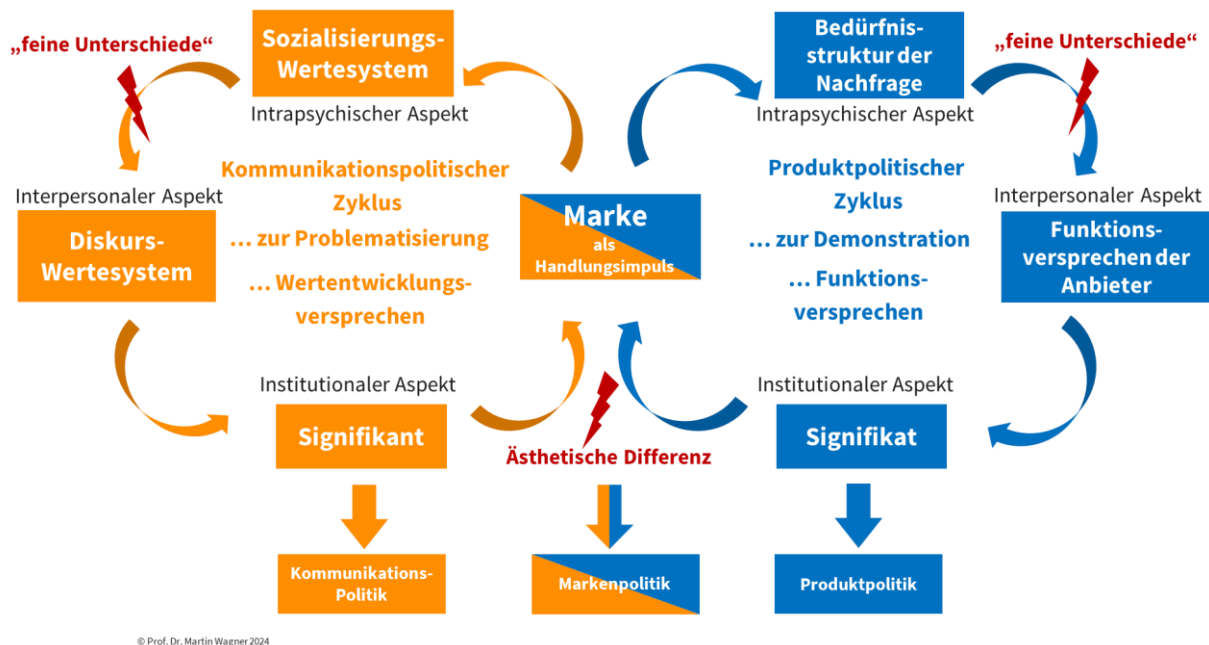 „feine Unterschiede“
Sozialisierungs-
Wertesystem
Intrapsychischer Aspekt
Bedürfnis-
struktur der
Nachfrage
Intrapsychischer Aspekt
„feine Unterschiede“
Interpersonaler Aspekt
Diskurs-
Wertesystem
Kommunikationspolitischer
Zyklus
... zur Problematisierung
... Wertentwicklungs-
versprechen
Marke
als
Handlungsimpuls
Produktpolitischer
Zyklus
... zur Demonstration
... Funktions-
versprechen
Interpersonaler Aspekt
Funktions-
versprechen der
Anbieter
Institutionaler Aspekt
Signifikant
Ästhetische Differenz
Institutionaler Aspekt
Signifikat
Kommunikations-
Politik
Markenpolitik
Produktpolitik
© Prof. Dr. Martin Wagner 2024